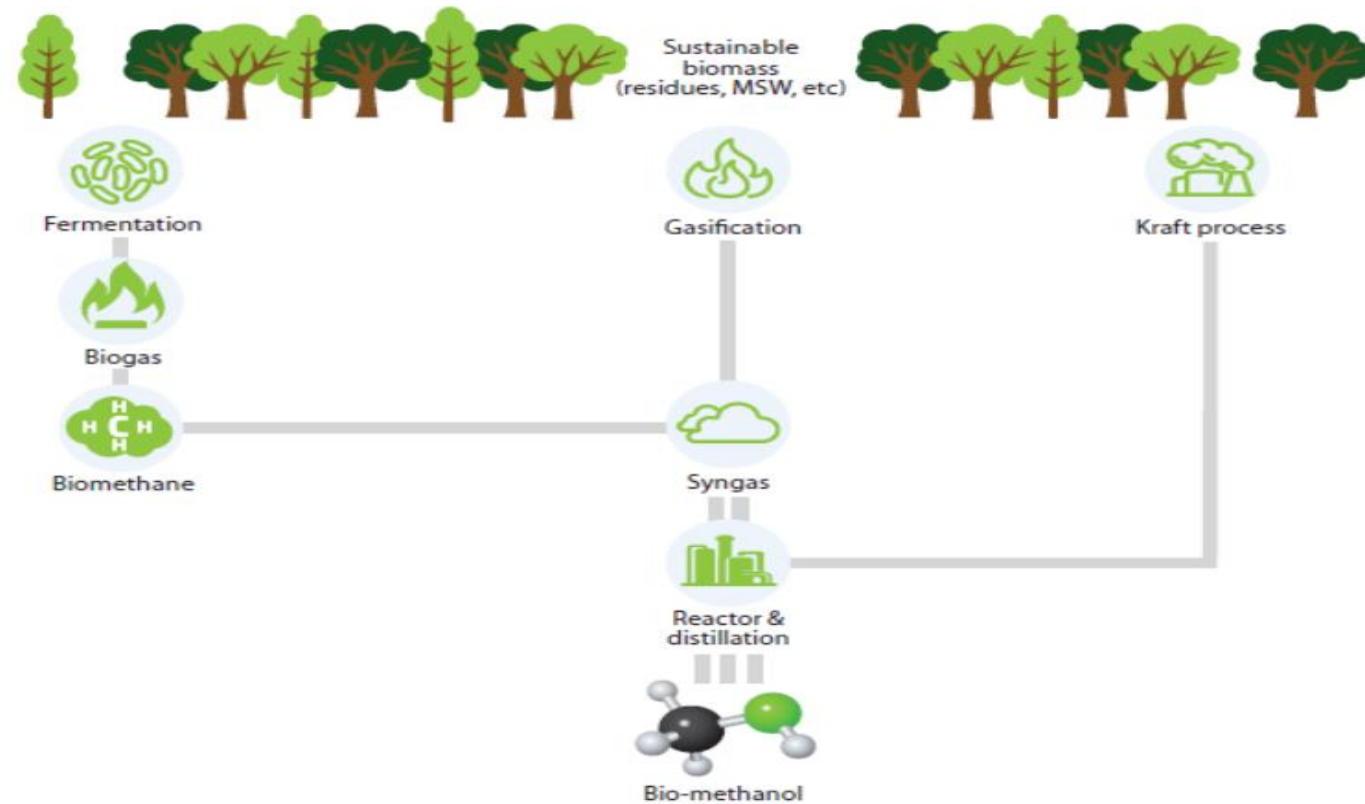 Sustainable
biomass
(residues, MSW, etc)
Fermentation
Gasification
Kraft process
Biogas
H
H C H
H
Biomethane
Syngas
Reactor &
distillation
Bio-methanol